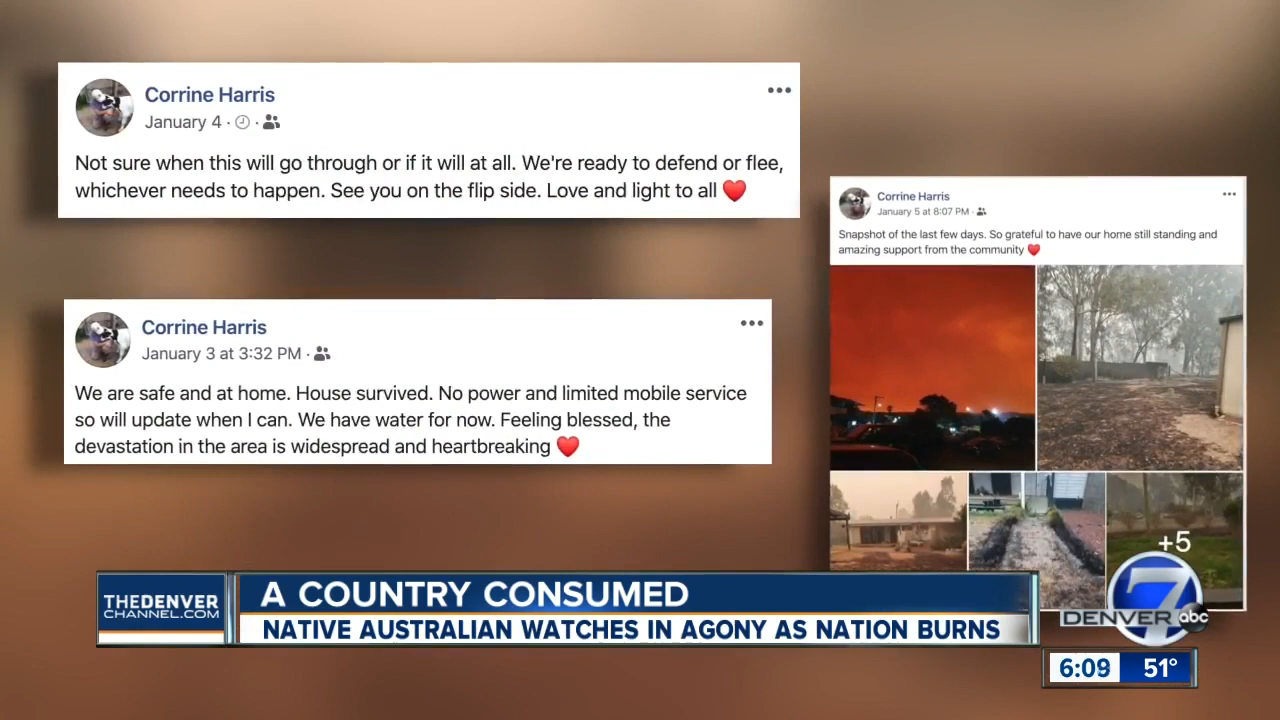 Corrine Harris
January 4 ·
Not sure when this will go through or if it will at all. We're ready to defend or flee,
whichever needs to happen. See you on the flip side. Love and light to all ❤️
Corrine Harris
January 3 at 3:32 PM ·
We are safe and at home. House survived. No power and limited mobile service
so will update when I can. We have water for now. Feeling blessed, the
devastation in the area is widespread and heartbreaking ❤️
Corrine Harris
January 5 at 8:07 PM ·
Snapshot of the last few days. So grateful to have our home still standing and
amazing support from the community ❤️
+5
THEDENVER
CHANNEL.COM
A COUNTRY CONSUMED
NATIVE AUSTRALIAN WATCHES IN AGONY AS NATION BURNS
7
DENVER abc
6:09 51°